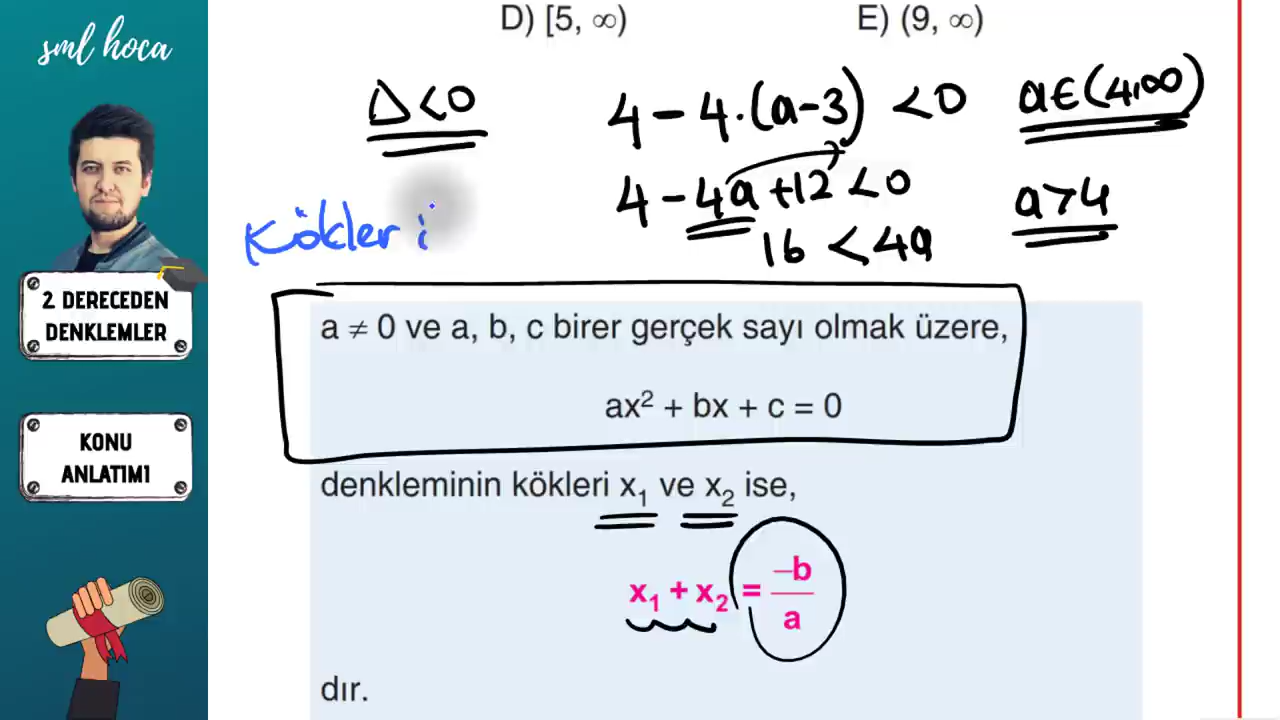 sml hoca
2. DERECEDEN
DENKLEMLER
KONU
ANLATIMI
D) [5, ∞)
E) (9, ∞)
Δ<0
4-4.(a-3) <0
a∈(4,∞)
4-4a+12<0
a>4
16<4a
Kökleri
a ≠ 0 ve a, b, c birer gerçek sayı olmak üzere,
ax² + bx + c = 0
denkleminin kökleri x₁ ve x₂ ise,
x₁ + x₂ = –b/a
dır.